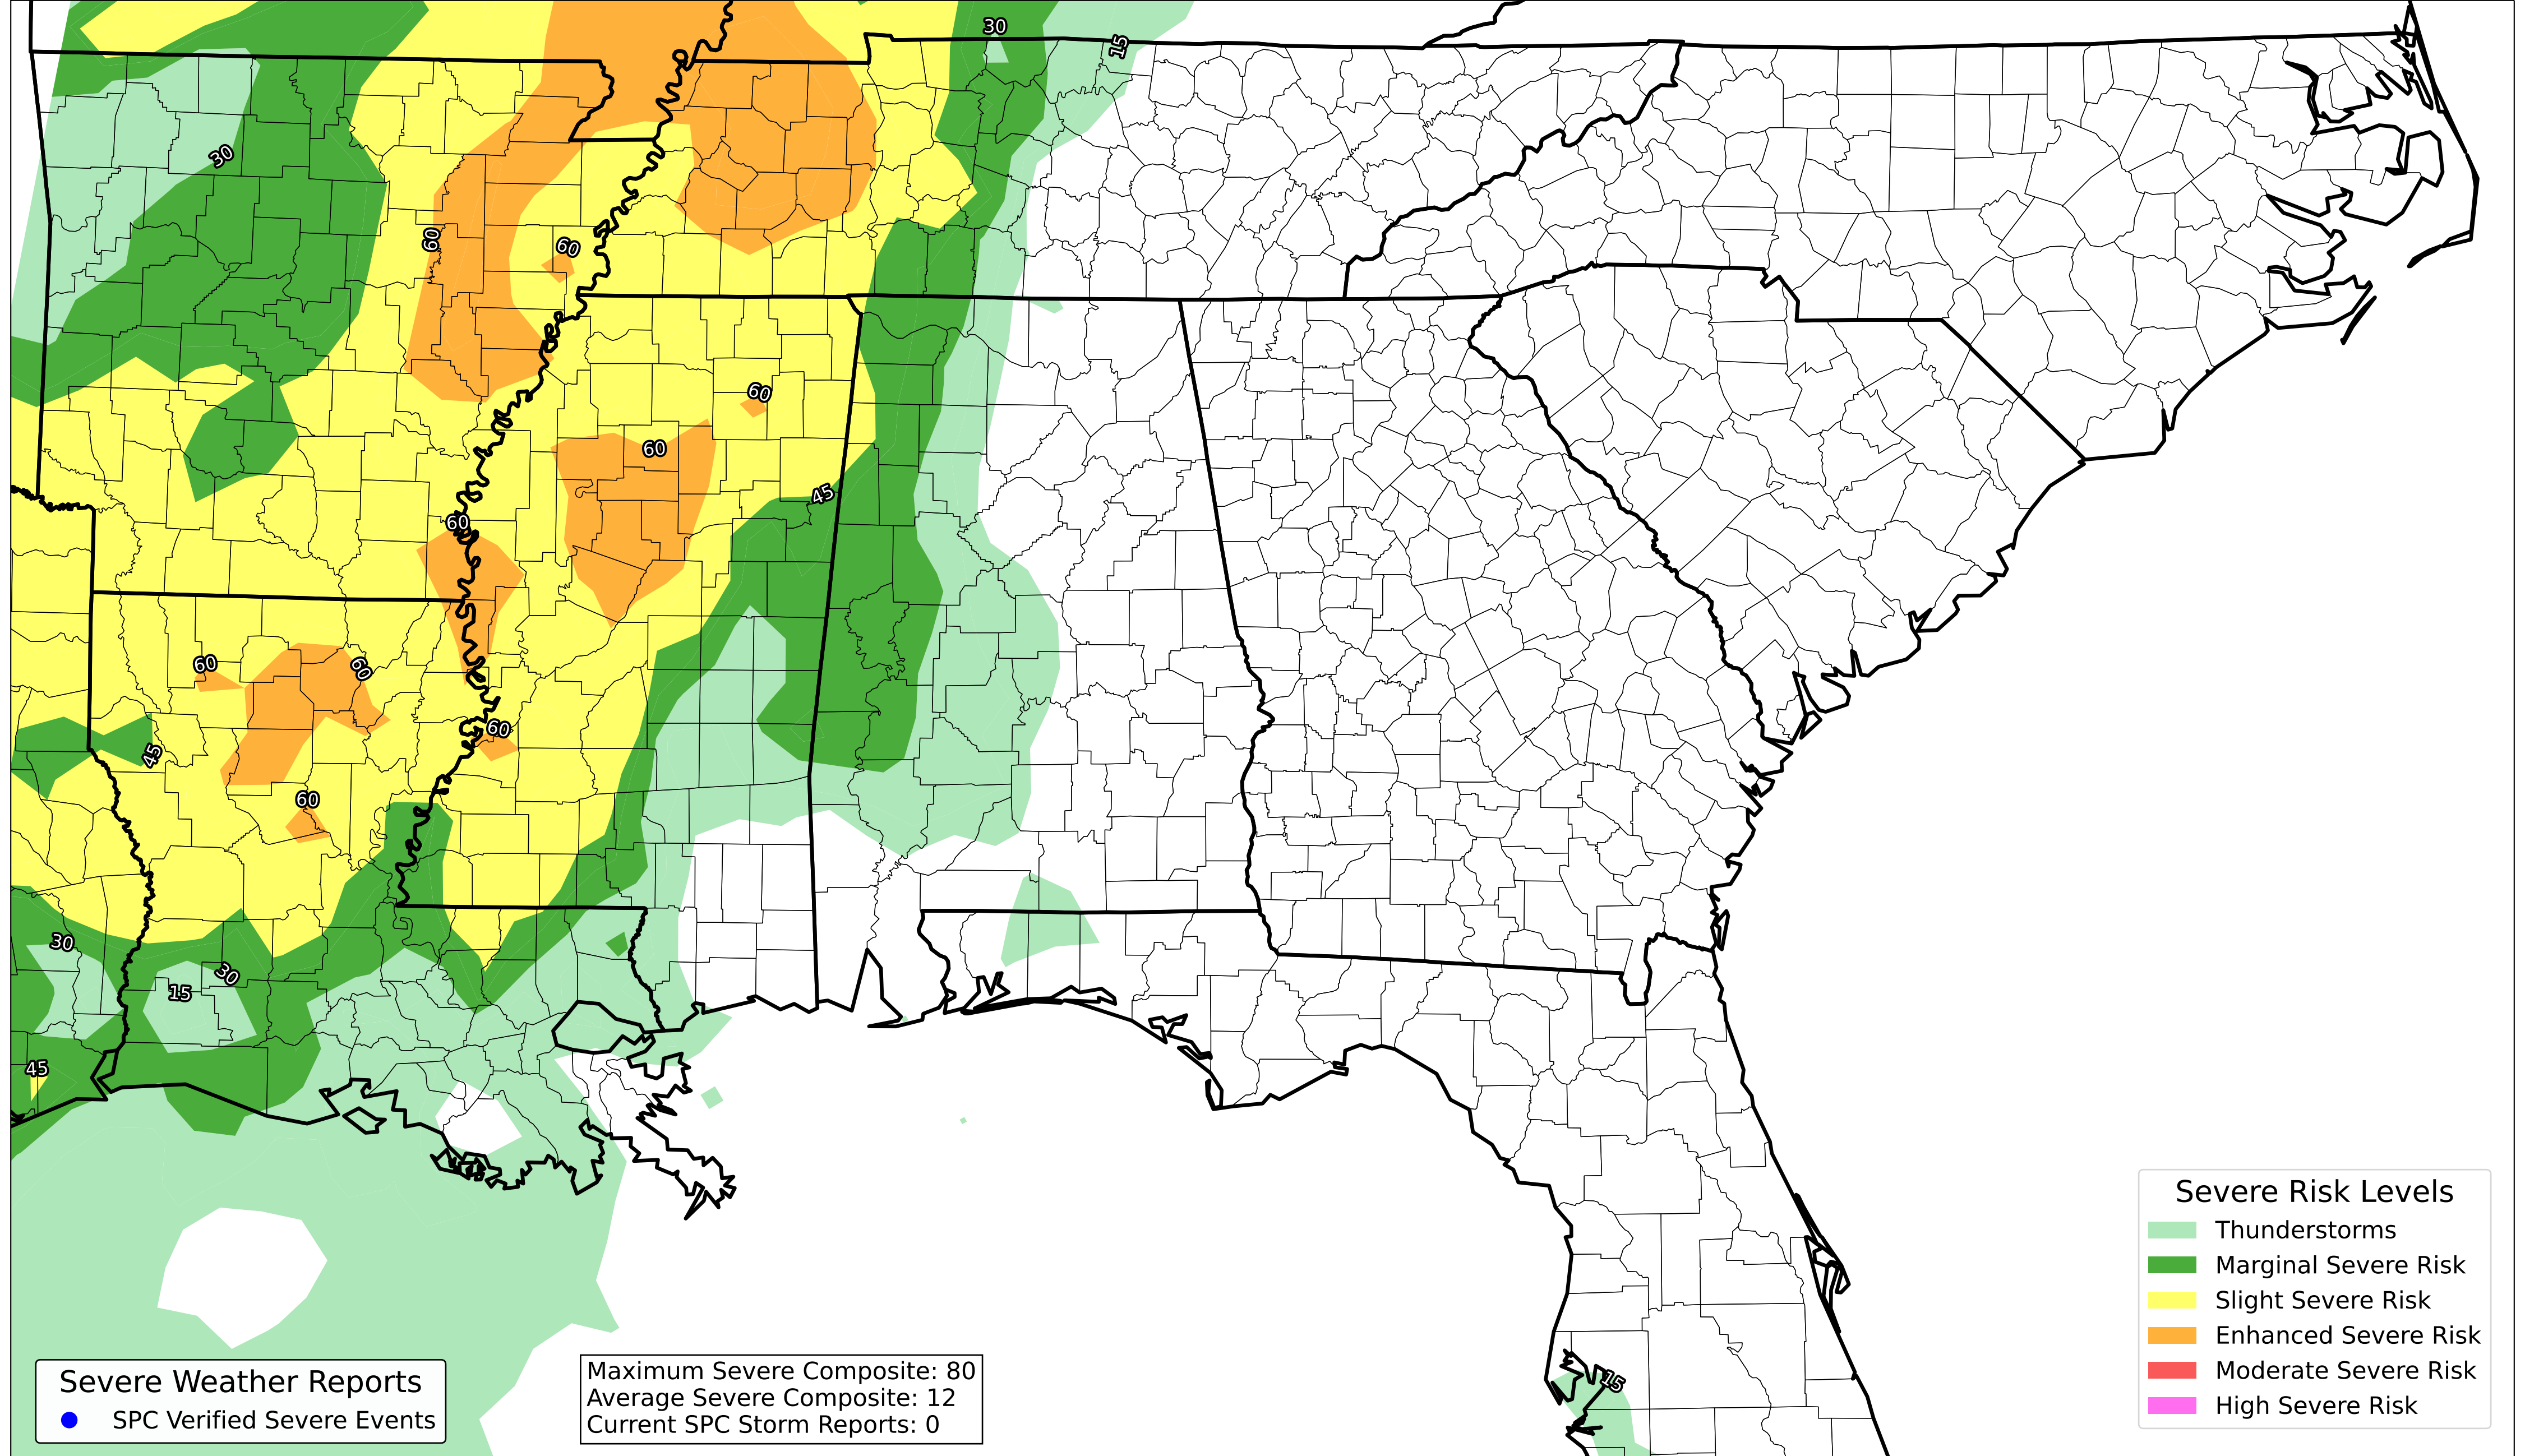 30
15
30
60
60
60
60
45
60
60
60
60
45
60
30
30
15
45
15
Severe Risk Levels
Thunderstorms
Marginal Severe Risk
Slight Severe Risk
Enhanced Severe Risk
Moderate Severe Risk
High Severe Risk
Severe Weather Reports
SPC Verified Severe Events
Maximum Severe Composite: 80
Average Severe Composite: 12
Current SPC Storm Reports: 0